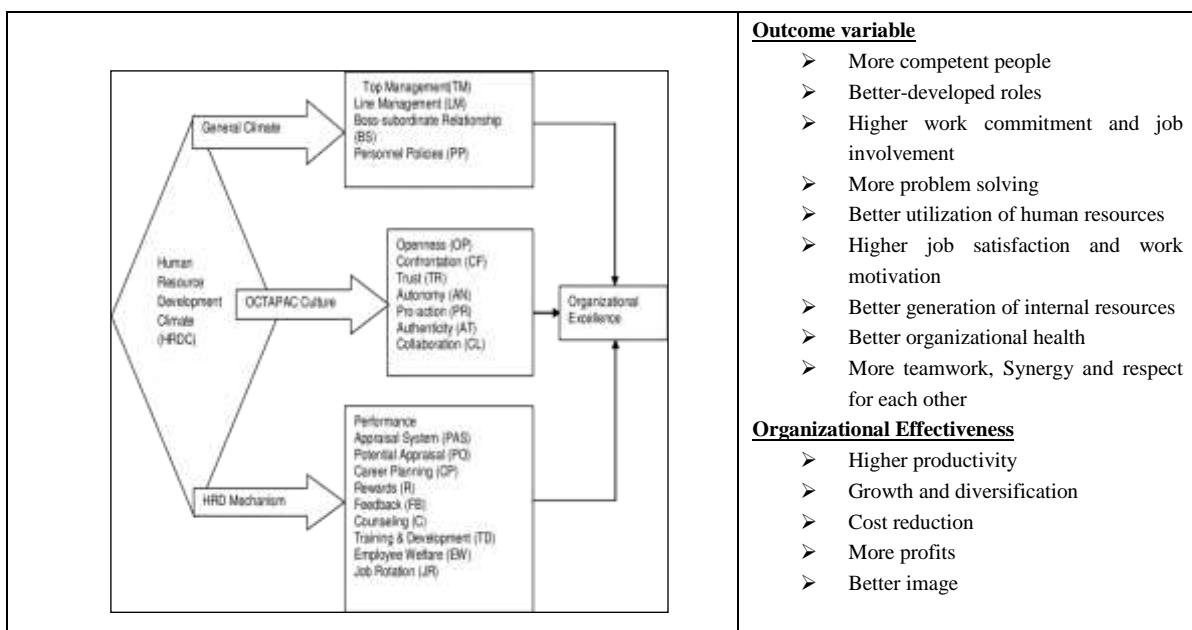 General Climate
Top Management(TM)
Line Management (LM)
Boss-subordinate Relationship
(BS)
Personnel Policies (PP)
Human
Resource
Development
Climate
(HRDC)
OCTAPAC Culture
Openness (OP)
Confrontation (CF)
Trust (TR)
Autonomy (AN)
Pro-action (PR)
Authenticity (AT)
Collaboration (CL)
Organizational
Excellence
HRD Mechanism
Performance
Appraisal System (PAS)
Potential Appraisal (PO)
Career Planning (CP)
Rewards (R)
Feedback (FB)
Counseling (C)
Training & Development (TD)
Employee Welfare (EW)
Job Rotation (JR)
Outcome variable
➢ More competent people
➢ Better-developed roles
➢ Higher work commitment and job
involvement
➢ More problem solving
➢ Better utilization of human resources
➢ Higher job satisfaction and work
motivation
➢ Better generation of internal resources
➢ Better organizational health
➢ More teamwork, Synergy and respect
for each other
Organizational Effectiveness
➢ Higher productivity
➢ Growth and diversification
➢ Cost reduction
➢ More profits
➢ Better image